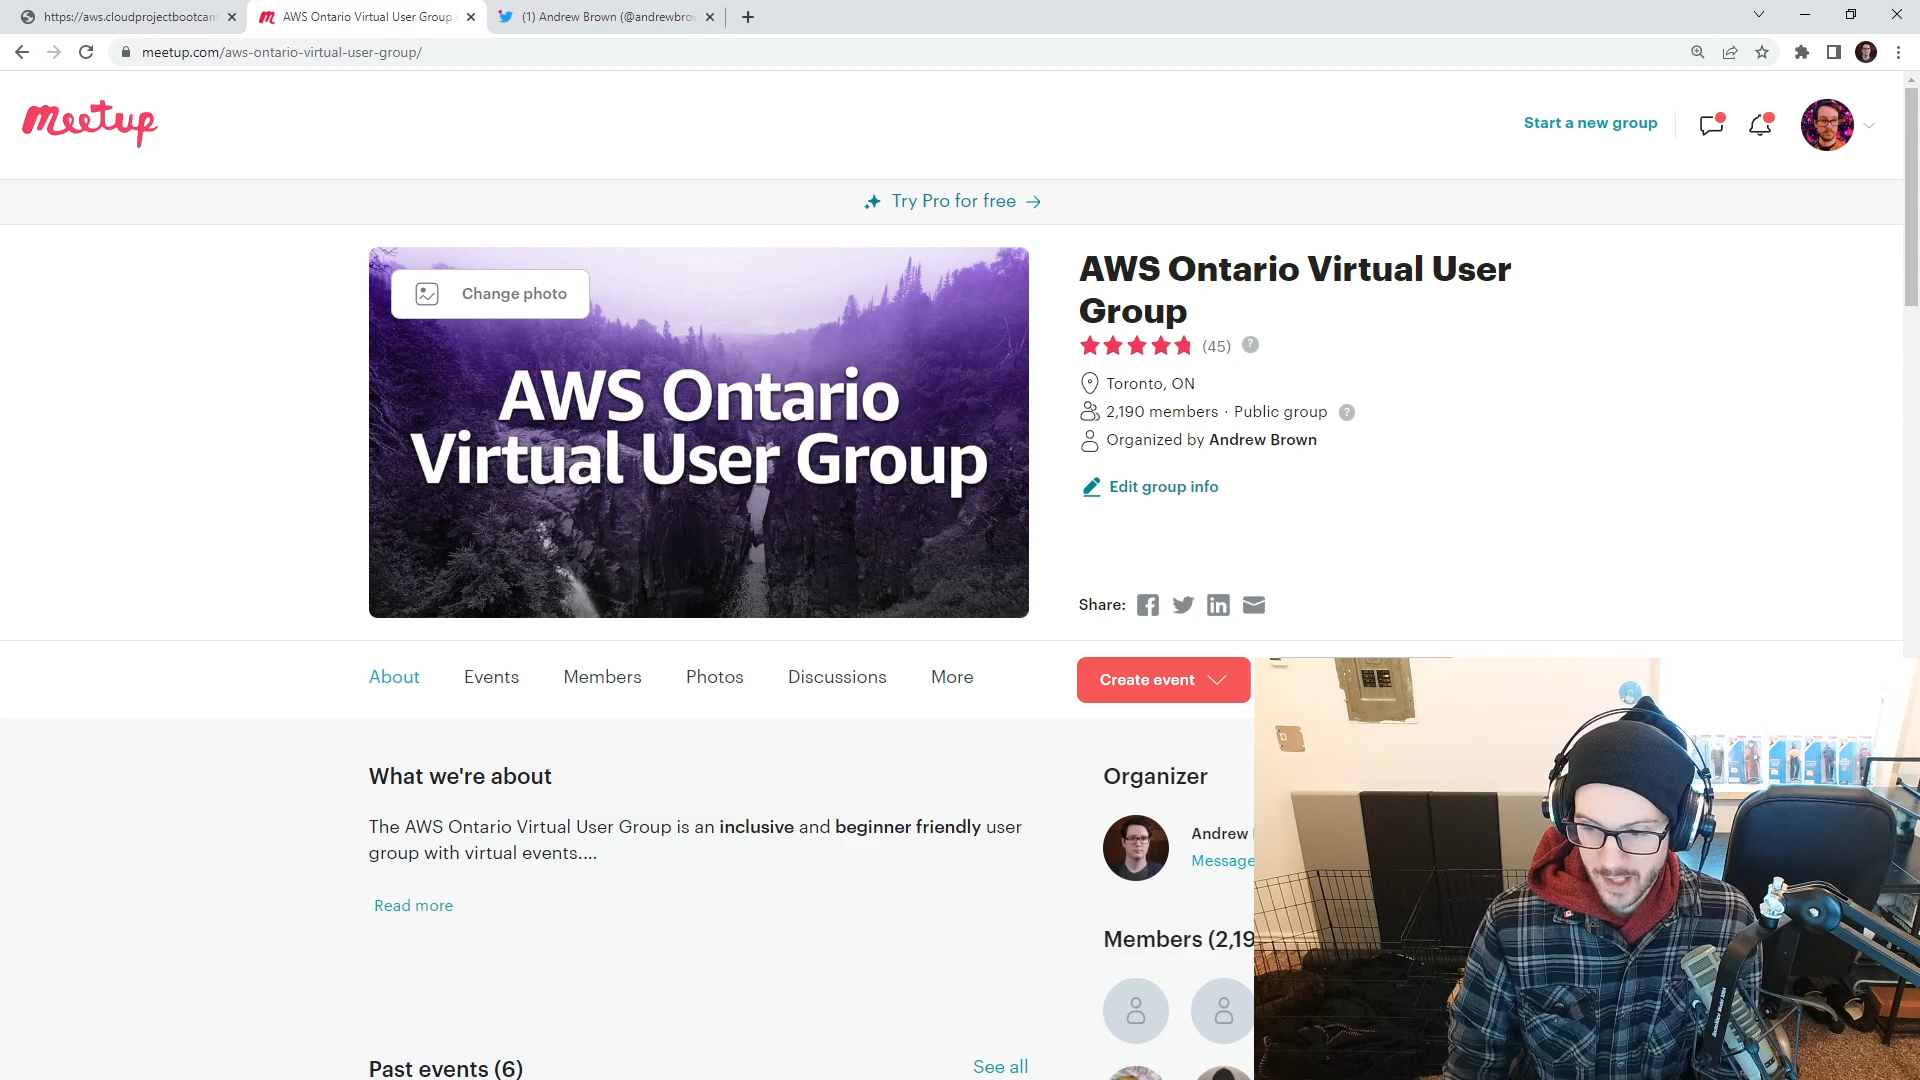 https://aws.cloudprojectbootcam
AWS Ontario Virtual User Group
(1) Andrew Brown (@andrewbro
meetup.com/aws-ontario-virtual-user-group/
meetup
Start a new group
Try Pro for free
Change photo
AWS Ontario
Virtual User Group
AWS Ontario Virtual User
Group
(45)
Toronto, ON
2,190 members · Public group
Organized by Andrew Brown
Edit group info
Share:
About
Events
Members
Photos
Discussions
More
Create event
What we're about
The AWS Ontario Virtual User Group is an inclusive and beginner friendly user
group with virtual events....
Read more
Organizer
Andrew
Message
Members (2,19
Past events (6)
See all